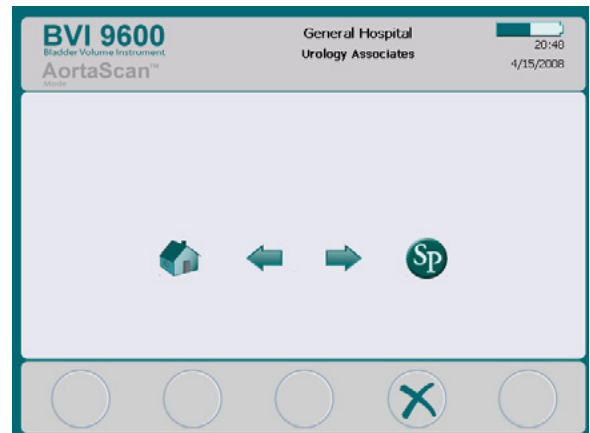 BVI 9600
Bladder Volume Instrument
AortaScan™
Mode
General Hospital
Urology Associates
20:40
4/15/2008
SP